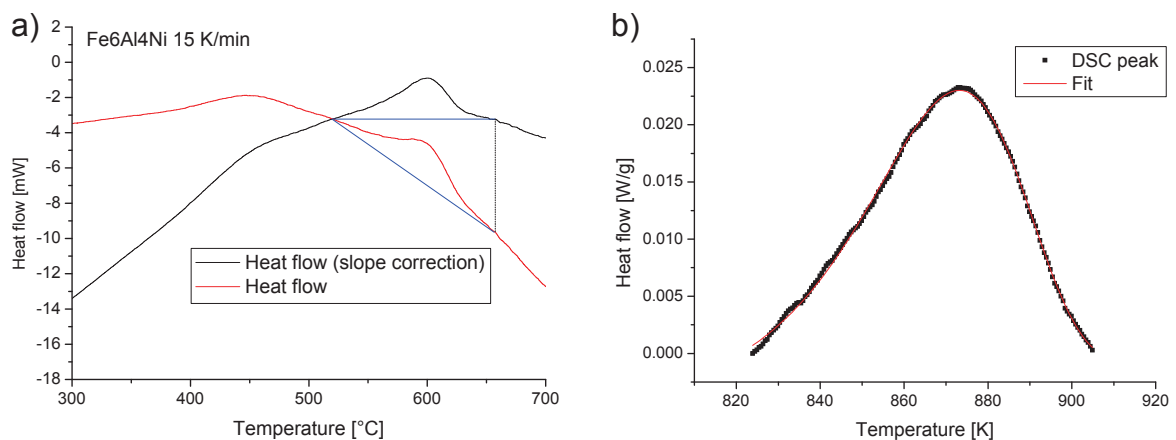 a)
Fe6Al4Ni 15 K/min
Heat flow [mW]
2
0
-2
-4
-6
-8
-10
-12
-14
-16
-18
Heat flow (slope correction)
Heat flow
300
400
500
600
700
Temperature [°C]
b)
DSC peak
Fit
Heat flow [W/g]
0.025
0.020
0.015
0.010
0.005
0.000
820
840
860
880
900
920
Temperature [K]